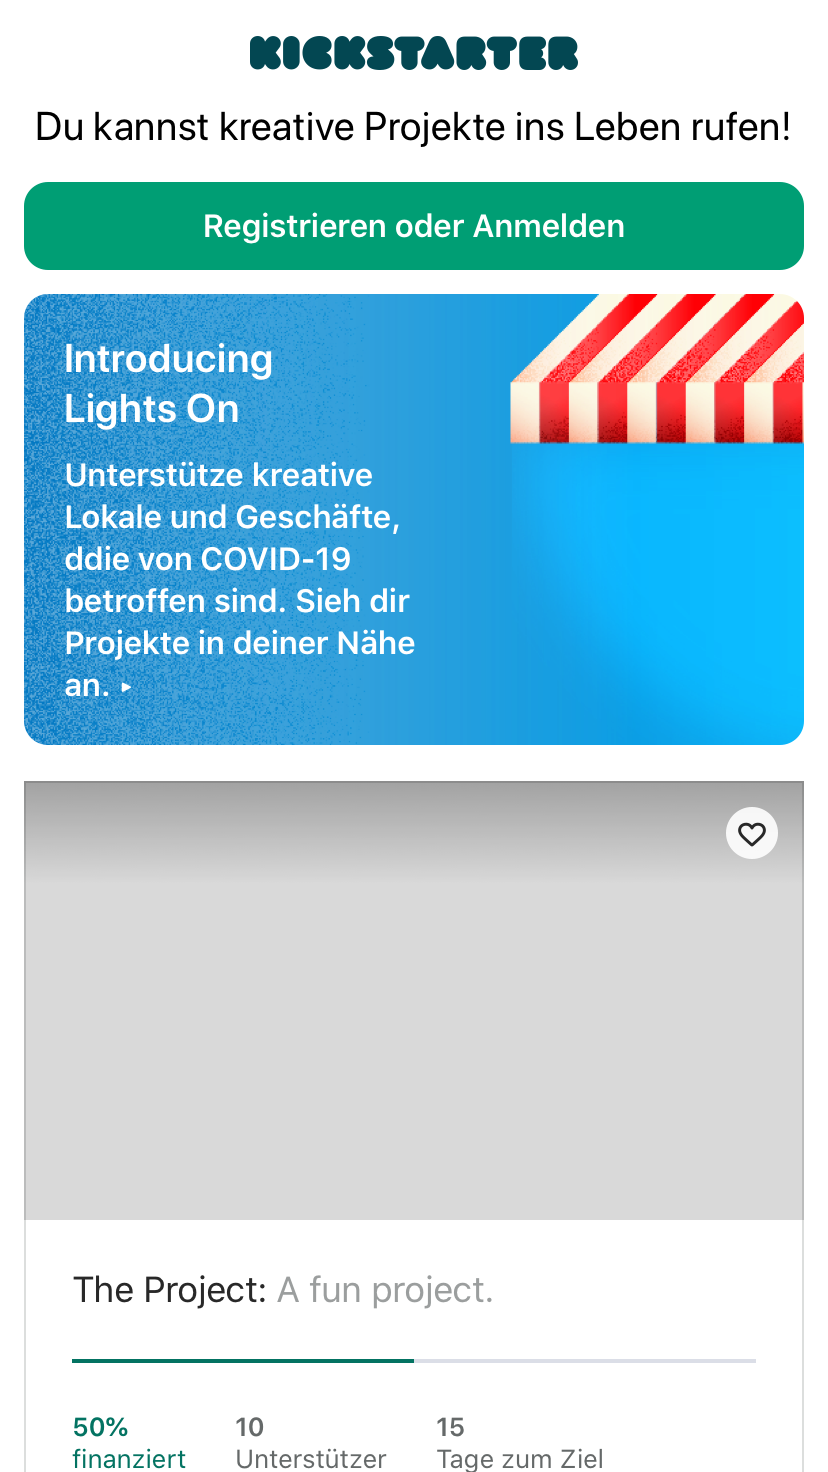 KICKSTARTER
Du kannst kreative Projekte ins Leben rufen!
Registrieren oder Anmelden
Introducing
Lights On
Unterstütze kreative
Lokale und Geschäfte,
ddie von COVID-19
betroffen sind. Sieh dir
Projekte in deiner Nähe
an. ▸
The Project: A fun project.
50% 10 15
finanziert Unterstützer Tage zum Ziel